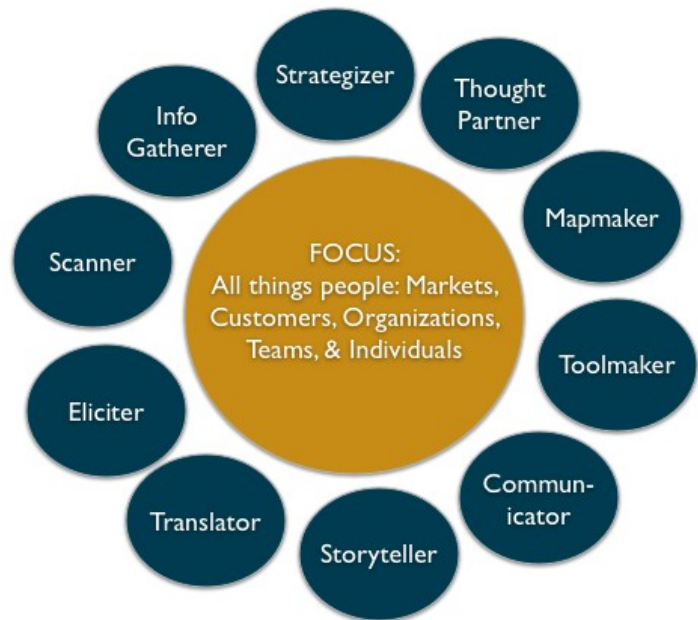 Strategizer
Thought
Partner
Mapmaker
Toolmaker
Commun-
icator
Storyteller
Translator
Eliciter
Scanner
Info
Gatherer
FOCUS:
All things people: Markets,
Customers, Organizations,
Teams, & Individuals